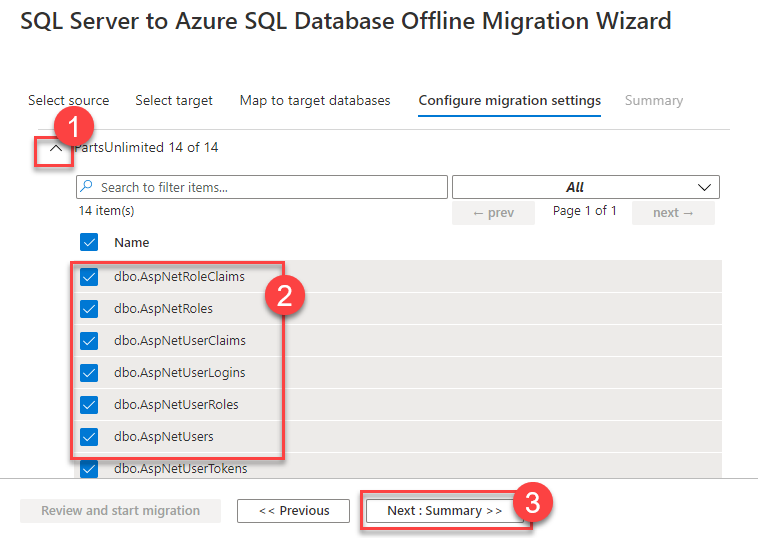 SQL Server to Azure SQL Database Offline Migration Wizard
Select source Select target Map to target databases Configure migration settings Summary
1
PartsUnlimited 14 of 14
Search to filter items... All
14 item(s) ← prev Page 1 of 1 next →
Name
dbo.AspNetRoleClaims
2
dbo.AspNetRoles
dbo.AspNetUserClaims
dbo.AspNetUserLogins
dbo.AspNetUserRoles
dbo.AspNetUsers
dbo.AspNetUserTokens
3
Review and start migration << Previous Next : Summary >>